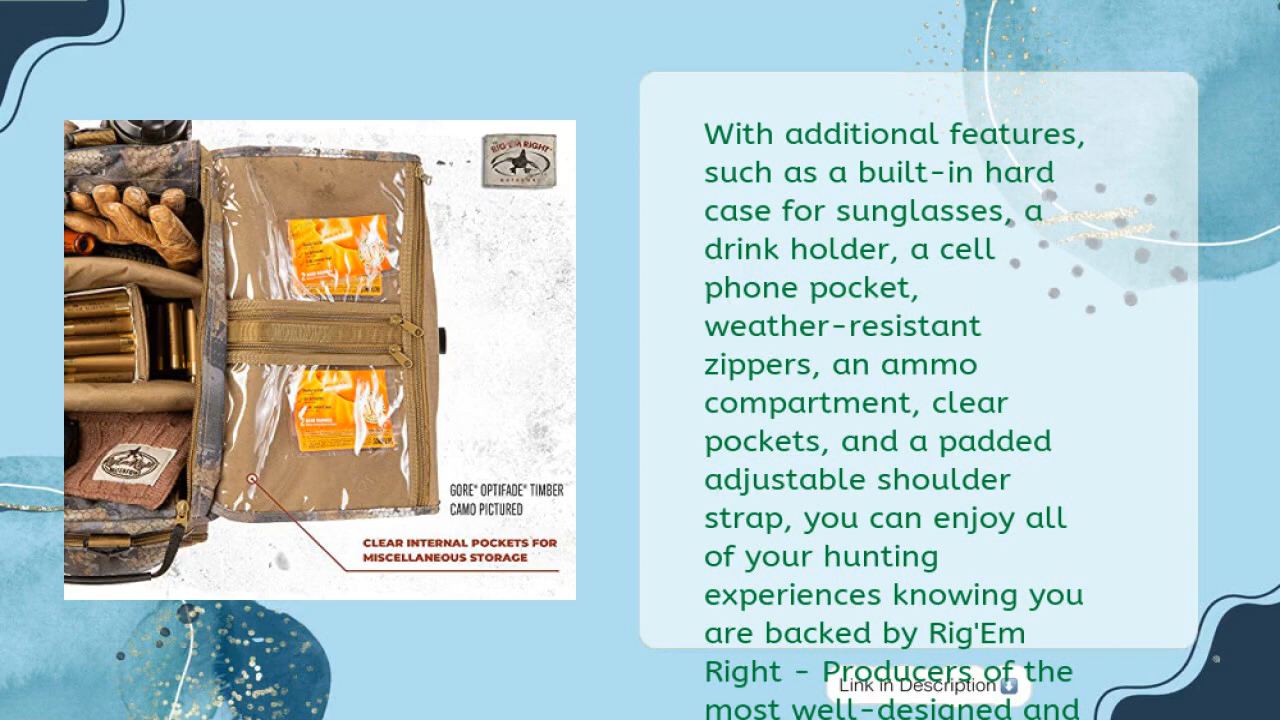 RIG'EM RIGHT
OUTDOORS
GORE® OPTIFADE® TIMBER
CAMO PICTURED
CLEAR INTERNAL POCKETS FOR
MISCELLANEOUS STORAGE
With additional features,
such as a built-in hard
case for sunglasses, a
drink holder, a cell
phone pocket,
weather-resistant
zippers, an ammo
compartment, clear
pockets, and a padded
adjustable shoulder
strap, you can enjoy all
of your hunting
experiences knowing you
are backed by Rig'Em
Right - Producers of the
most well-designed and
Link in Description